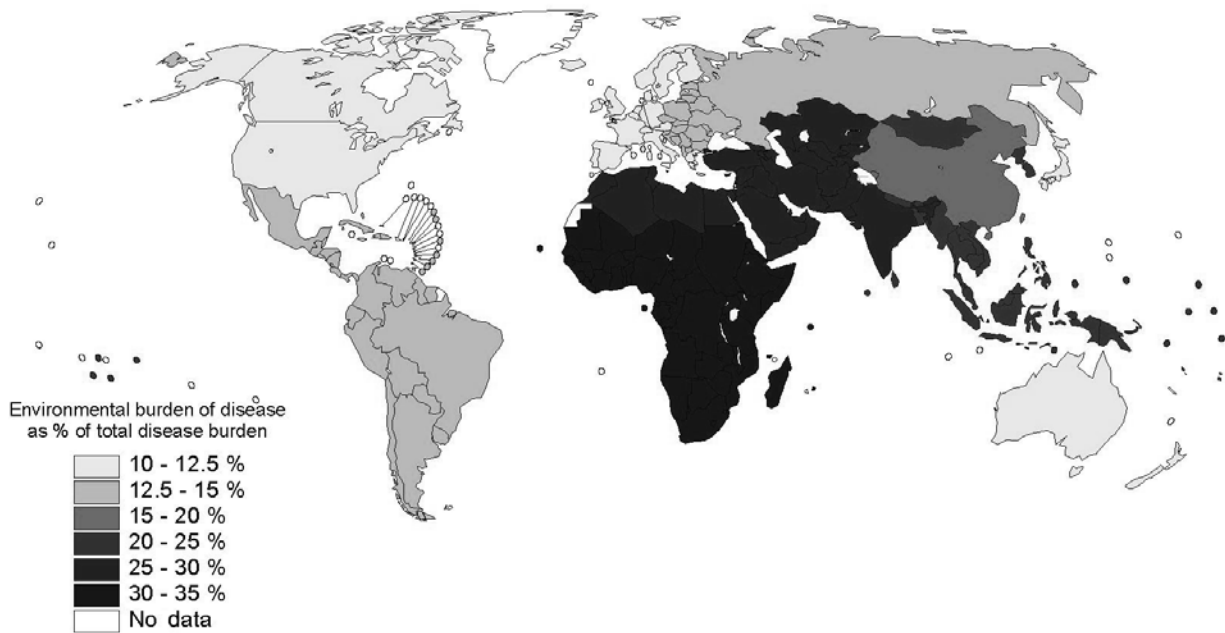 Environmental burden of disease
as % of total disease burden
10 - 12.5 %
12.5 - 15 %
15 - 20 %
20 - 25 %
25 - 30 %
30 - 35 %
No data